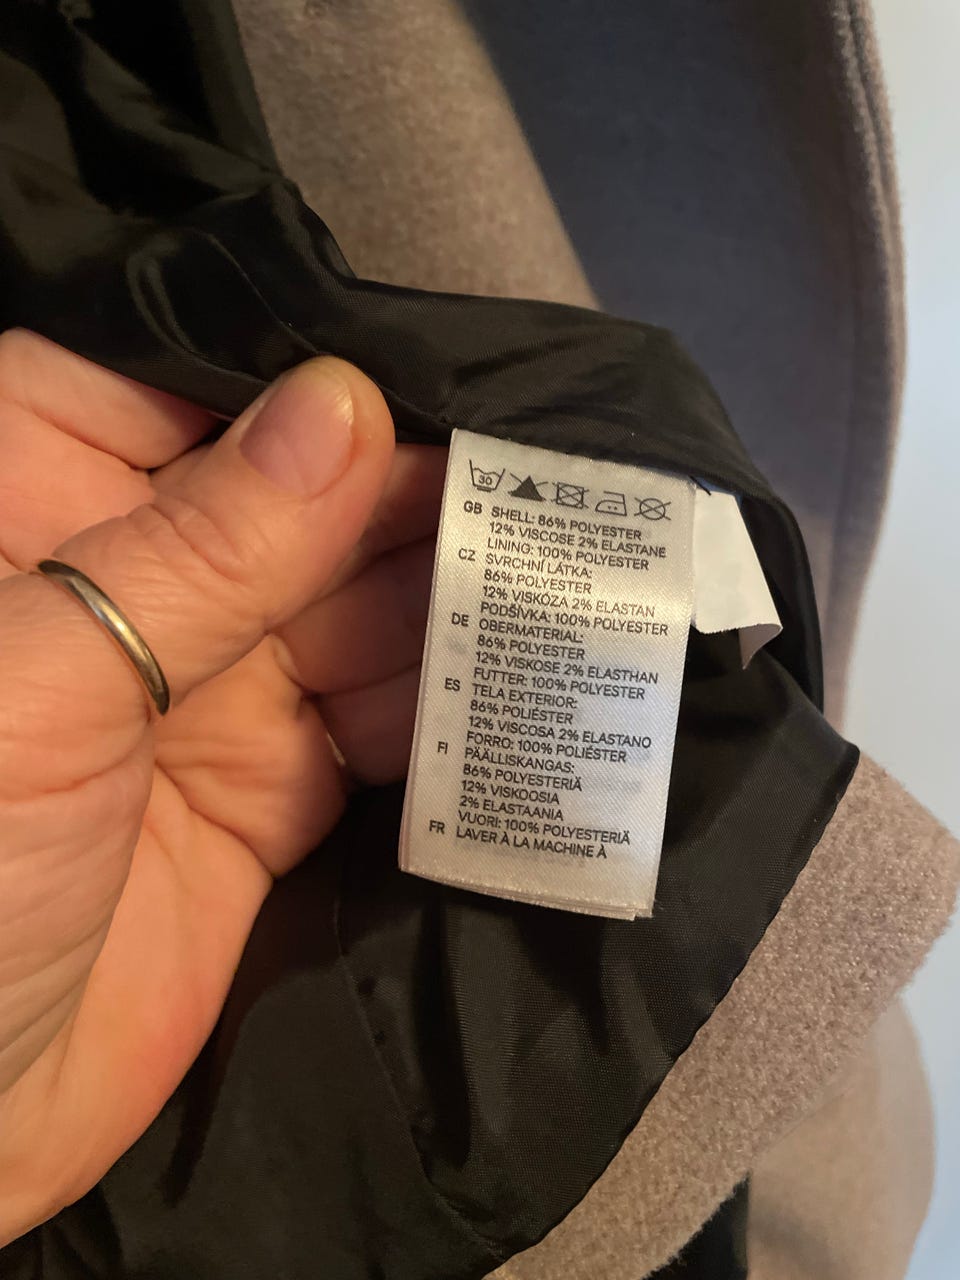 30
GB SHELL: 86% POLYESTER
12% VISCOSE 2% ELASTANE
LINING: 100% POLYESTER
CZ SVRCHNÍ LÁTKA:
86% POLYESTER
12% VISKÓZA 2% ELASTAN
PODŠÍVKA: 100% POLYESTER
DE OBERMATERIAL:
86% POLYESTER
12% VISKOSE 2% ELASTHAN
FUTTER: 100% POLYESTER
ES TELA EXTERIOR:
86% POLIÉSTER
12% VISCOSA 2% ELASTANO
FORRO: 100% POLIÉSTER
FI PÄÄLLISKANGAS:
86% POLYESTERIÄ
12% VISKOOSIA
2% ELASTAANIA
VUORI: 100% POLYESTERIÄ
FR LAVER À LA MACHINE À